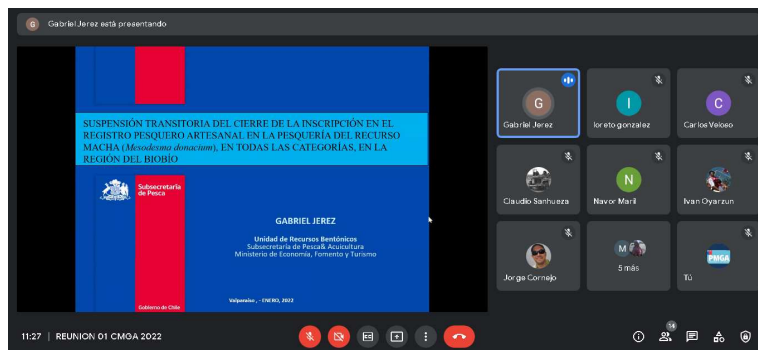 G Gabriel Jerez está presentando
SUSPENSIÓN TRANSITORIA DEL CIERRE DE LA INSCRIPCIÓN EN EL
REGISTRO PESQUERO ARTESANAL EN LA PESQUERÍA DEL RECURSO
MACHA (Mesodesma donacium), EN TODAS LAS CATEGORÍAS, EN LA
REGIÓN DEL BIOBÍO
Subsecretaría
de Pesca
GABRIEL JEREZ
Unidad de Recursos Bentónicos
Subsecretaría de Pesca& Acuicultura
Ministerio de Economía, Fomento y Turismo
Gobierno de Chile
Valparaíso , –ENERO, 2022
G
Gabriel Jerez
I
loreto gonzalez
C
Carlos Veloso
Claudio Sanhueza
N
Navor Maril
Ivan Oyarzun
Jorge Cornejo
M
5 más
PMGA
Tú
11:27 | REUNION 01 CMGA 2022
14